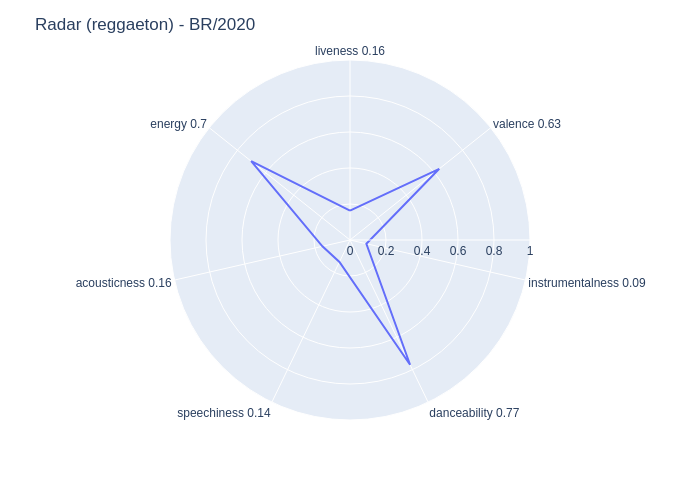 Radar (reggaeton) - BR/2020
liveness 0.16
energy 0.7
valence 0.63
0 0.2 0.4 0.6 0.8 1
acousticness 0.16
instrumentalness 0.09
speechiness 0.14
danceability 0.77